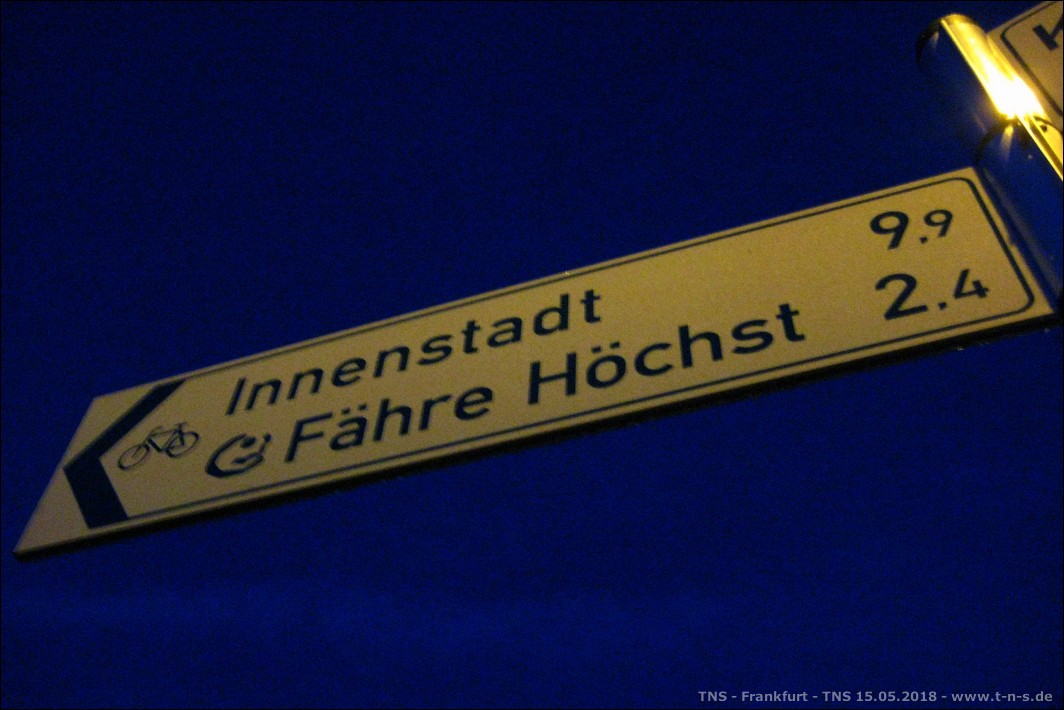 Innenstadt 9.9
Fähre Höchst 2.4
K
TNS - Frankfurt - TNS 15.05.2018 - www.t-n-s.de